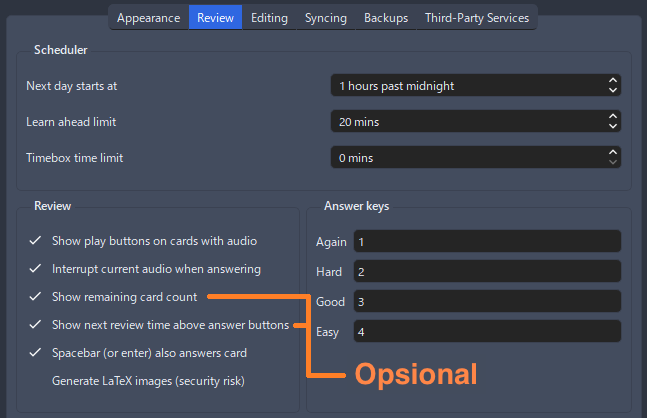 Appearance Review Editing Syncing Backups Third-Party Services
Scheduler
Next day starts at 1 hours past midnight
Learn ahead limit 20 mins
Timebox time limit 0 mins
Review
Show play buttons on cards with audio
Interrupt current audio when answering
Show remaining card count
Show next review time above answer buttons
Spacebar (or enter) also answers card
Generate LaTeX images (security risk)
Answer keys
Again 1
Hard 2
Good 3
Easy 4
Opsional